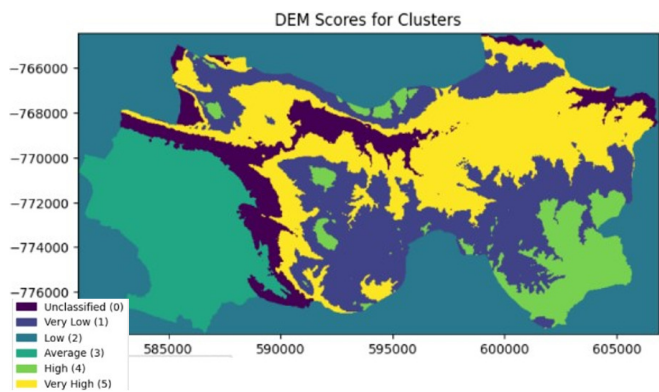 DEM Scores for Clusters
−766000
−768000
−770000
−772000
−774000
−776000
Unclassified (0)
Very Low (1)
Low (2)
Average (3)
High (4)
Very High (5)
585000 590000 595000 600000 605000